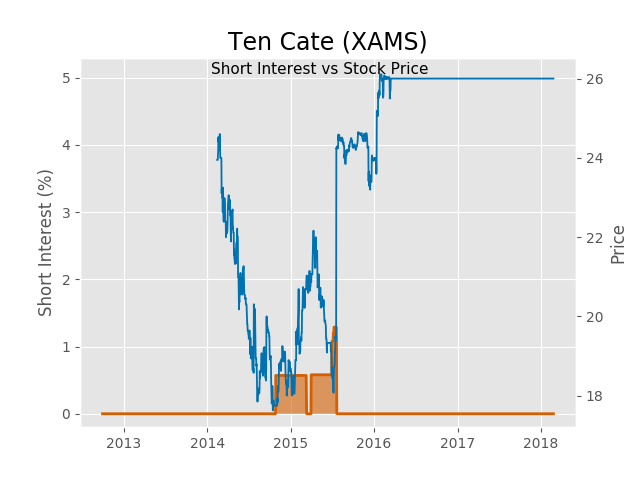 Ten Cate (XAMS)
Short Interest vs Stock Price
Short Interest (%)
5
4
3
2
1
0
26
24
22
20
18
Price
2013 2014 2015 2016 2017 2018